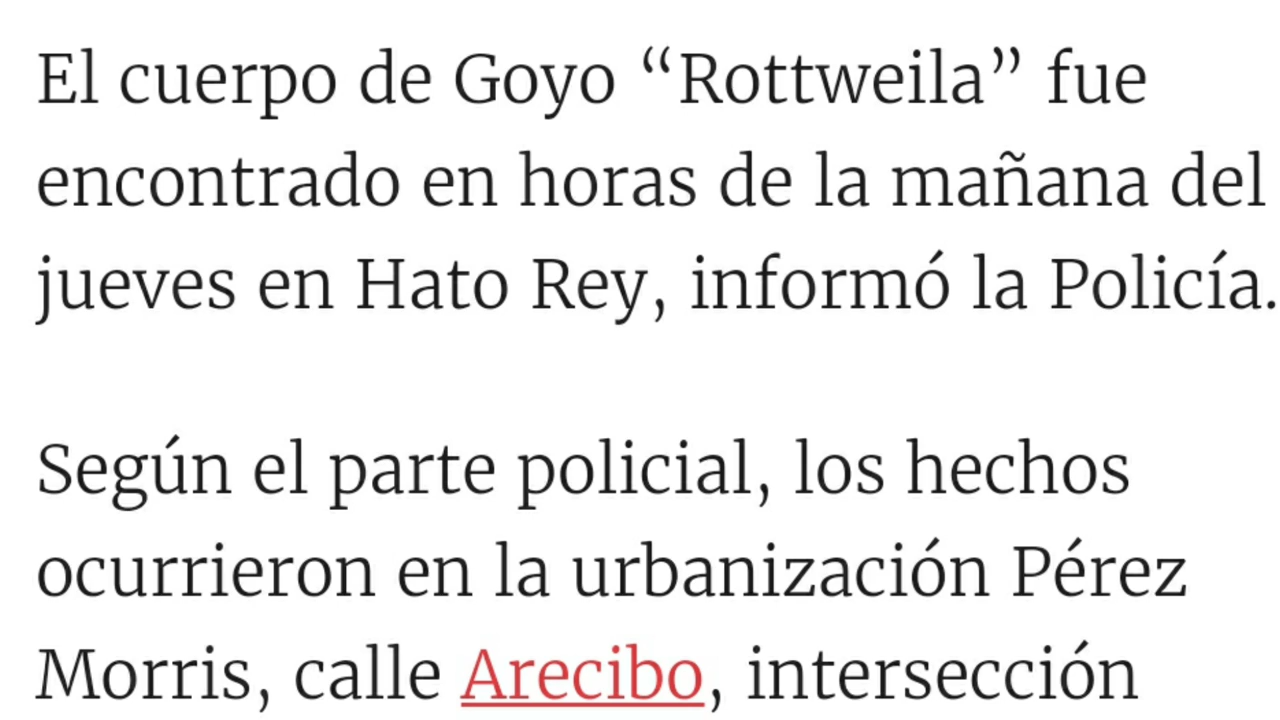 El cuerpo de Goyo “Rottweila” fue
encontrado en horas de la mañana del
jueves en Hato Rey, informó la Policía.
Según el parte policial, los hechos
ocurrieron en la urbanización Pérez
Morris, calle Arecibo, intersección